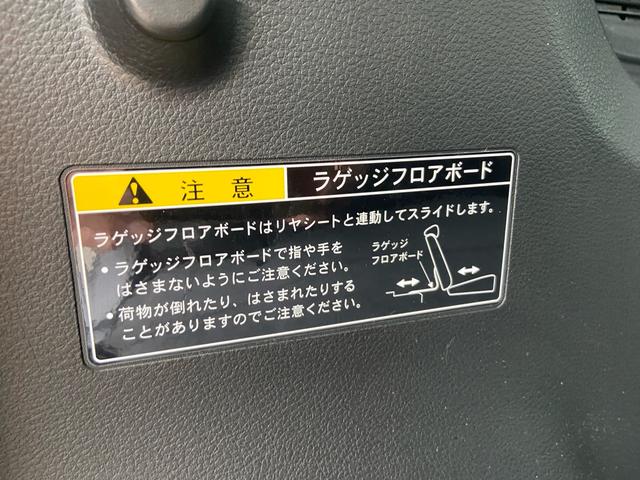 注意 ラゲッジフロアボード
ラゲッジフロアボードはリヤシートと連動してスライドします。
・ラゲッジフロアボードで指や手を
はさまないようにご注意ください。
・荷物が倒れたり、はさまれたりする
ことがありますのでご注意ください。
ラゲッジ
フロアボード